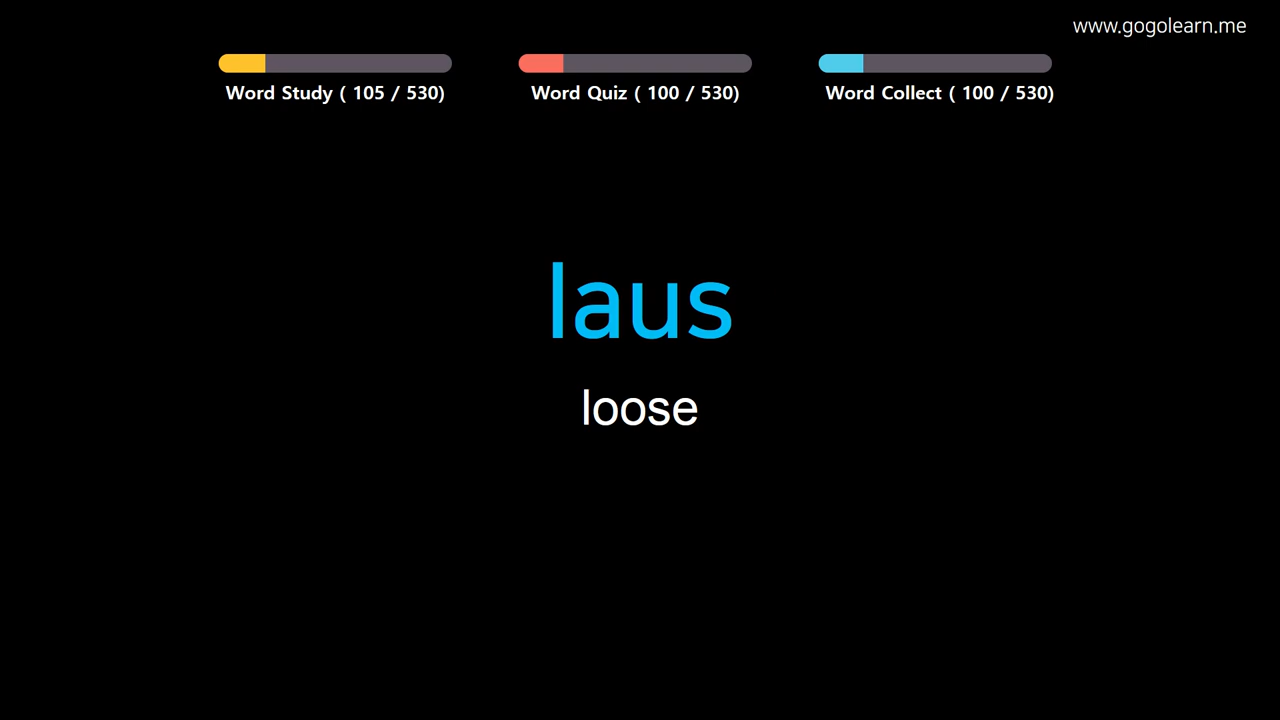 www.gogolearn.me
Word Study ( 105 / 530)
Word Quiz ( 100 / 530)
Word Collect ( 100 / 530)
laus
loose